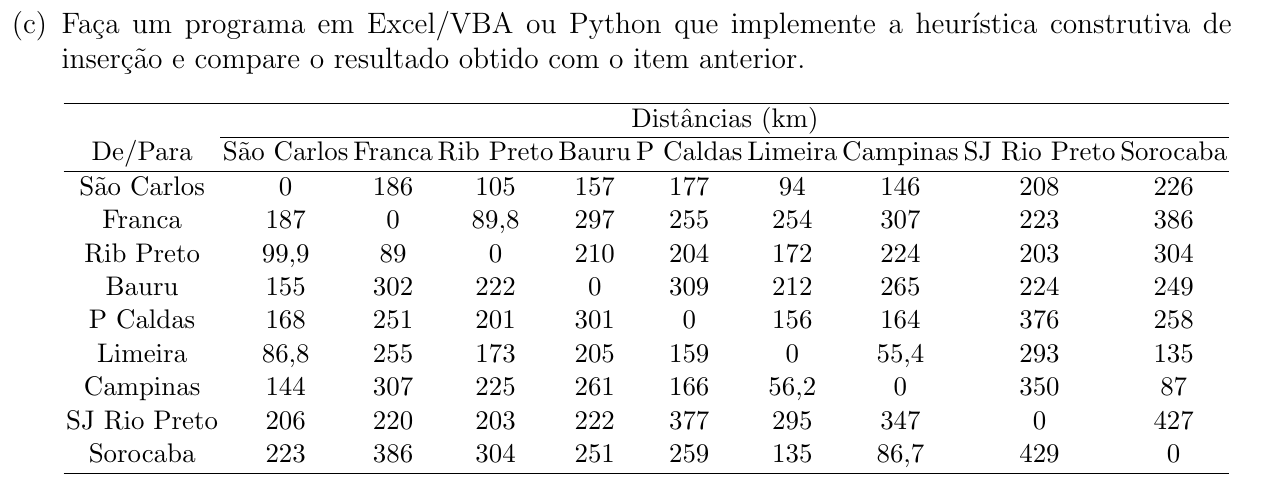 (c) Faça um programa em Excel/VBA ou Python que implemente a heurística construtiva de
inserção e compare o resultado obtido com o item anterior.
Distâncias (km)
De/Para São Carlos Franca Rib Preto Bauru P Caldas Limeira Campinas SJ Rio Preto Sorocaba
São Carlos 0 186 105 157 177 94 146 208 226
Franca 187 0 89,8 297 255 254 307 223 386
Rib Preto 99,9 89 0 210 204 172 224 203 304
Bauru 155 302 222 0 309 212 265 224 249
P Caldas 168 251 201 301 0 156 164 376 258
Limeira 86,8 255 173 205 159 0 55,4 293 135
Campinas 144 307 225 261 166 56,2 0 350 87
SJ Rio Preto 206 220 203 222 377 295 347 0 427
Sorocaba 223 386 304 251 259 135 86,7 429 0